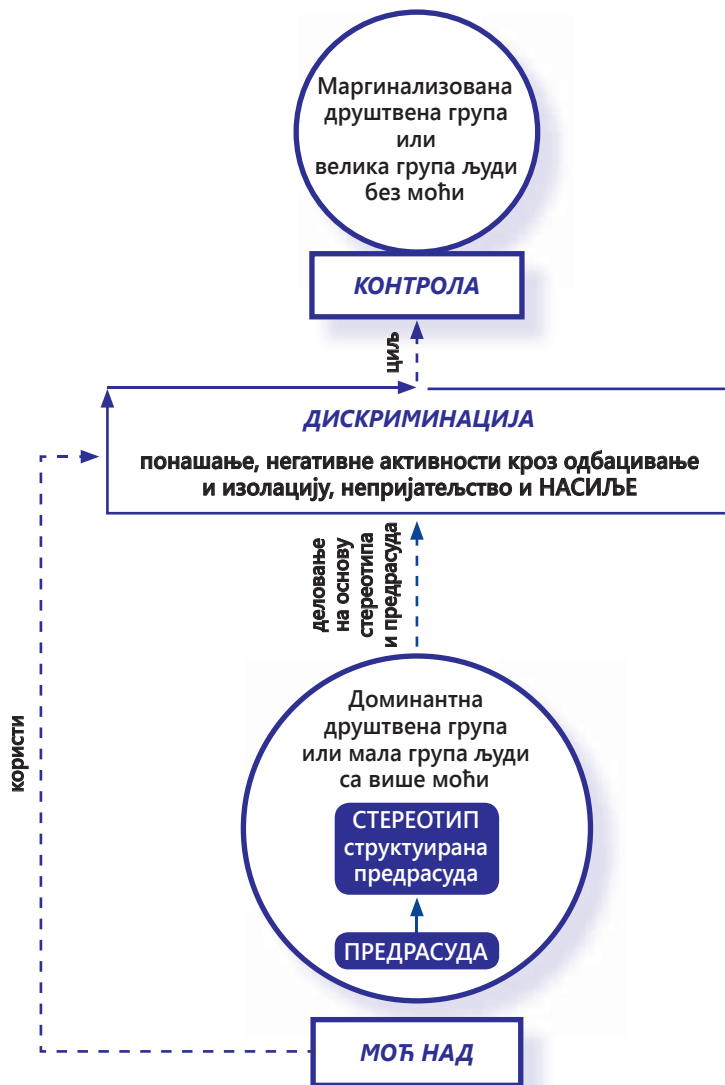 Маргинализована
друштвена група
или
велика група људи
без моћи
КОНТРОЛА
циљ
ДИСКРИМИНАЦИЈА
понашање, негативне активности кроз одбацивање
и изолацију, непријатељство и НАСИЉЕ
деловање
на основу
стереотипа
и предрасуда
користи
Доминантна
друштвена група
или мала група људи
са више моћи
СТЕРЕОТИП
структуирана
предрасуда
ПРЕДРАСУДА
МОЋ НАД